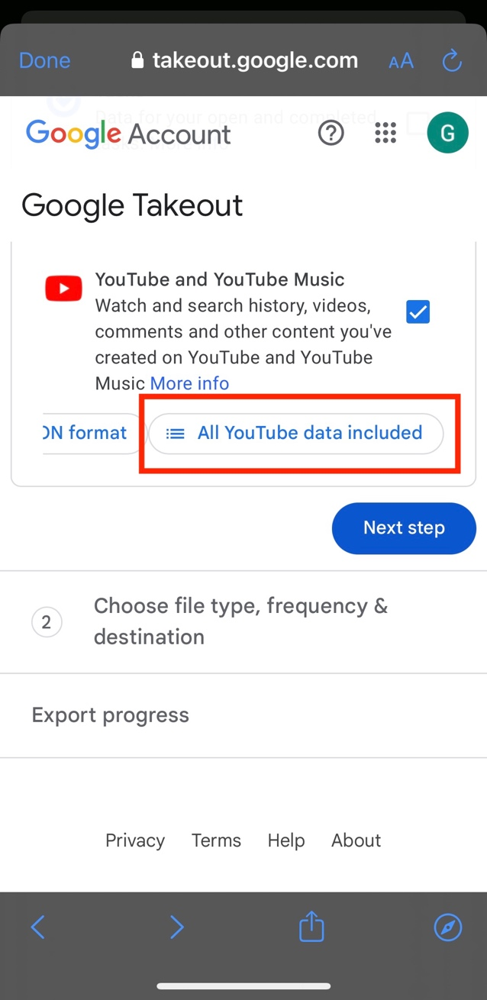 Done
takeout.google.com
AA
Data for your open and completed
tasks. More info
Google Account
G
Google Takeout
YouTube and YouTube Music
Watch and search history, videos,
comments and other content you've
created on YouTube and YouTube
Music More info
ON format
All YouTube data included
Next step
2
Choose file type, frequency &
destination
Export progress
Privacy Terms Help About